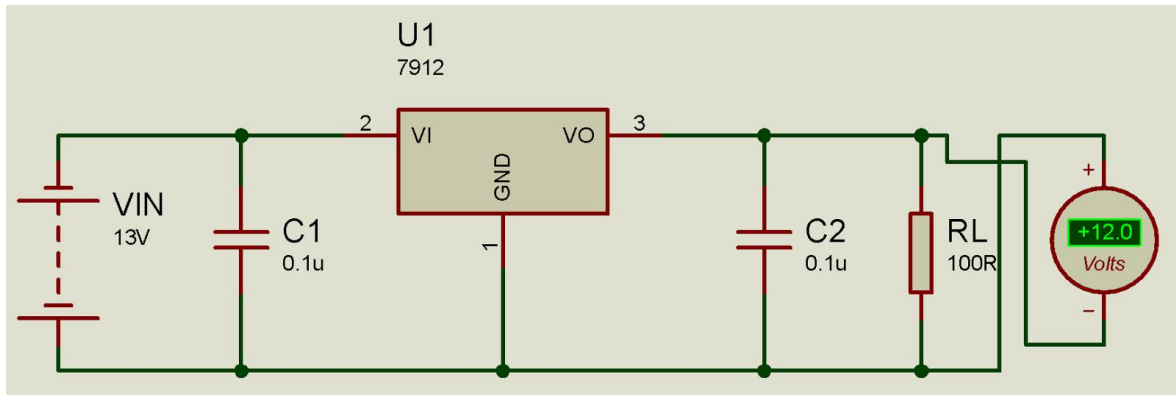 U1
7912
2
VI
VO
3
GND
1
VIN
13V
C1
0.1u
C2
0.1u
RL
100R
+
+12.0
Volts
−